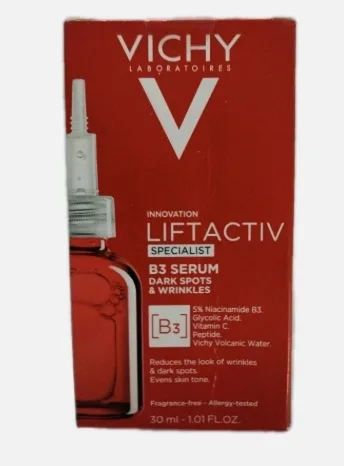 VICHY
LABORATOIRES
V
INNOVATION
LIFTACTIV
SPECIALIST
B3 SERUM
DARK SPOTS
& WRINKLES
[B3]
5% Niacinamide B3.
Glycolic Acid.
Vitamin C.
Peptide.
Vichy Volcanic Water.
Reduces the look of wrinkles
& dark spots.
Evens skin tone.
Fragrance-free - Allergy-tested
30 ml - 1.01 FL.OZ.